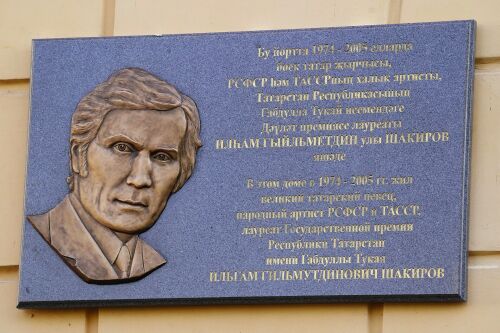 Бу йортта 1974 - 2005 елларда
бөек татар җырчысы,
РСФСР һәм ТАССРның халык артисты,
Татарстан Республикасының
Габдулла Тукай исемендәге
Дәүләт премиясе лауреаты
ИЛҺАМ ГЫЙЛЬМЕТДИН улы ШАКИРОВ
яшәде
В этом доме в 1974 - 2005 гг. жил
великий татарский певец,
народный артист РСФСР и ТАССР,
лауреат Государственной премии
Республики Татарстан
имени Габдуллы Тукая
ИЛЬГАМ ГИЛЬМУТДИНОВИЧ ШАКИРОВ